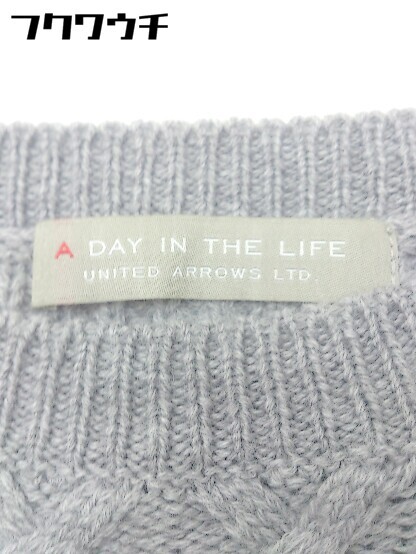 フクワウチ
A DAY IN THE LIFE
UNITED ARROWS LTD.